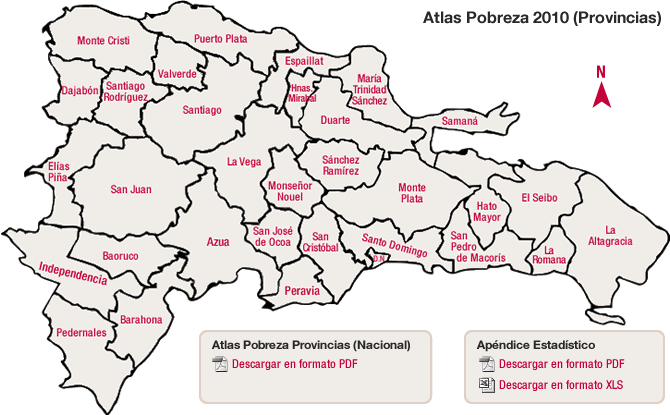 Atlas Pobreza 2010 (Provincias)
Monte Cristi
Puerto Plata
Espaillat
Valverde
N
Dajabón
Santiago
Rodríguez
Hnas.
Mirabal
María
Trinidad
Sánchez
Santiago
Duarte
Samaná
Elías
Piña
San Juan
La Vega
Sánchez
Ramírez
Monseñor
Nouel
Monte
Plata
Hato
Mayor
El Seibo
La
Altagracia
Azua
San José
de Ocoa
San
Cristóbal
Santo Domingo
D.N.
San
Pedro
de Macorís
La
Romana
Baoruco
Independencia
Peravia
Barahona
Pedernales
Atlas Pobreza Provincias (Nacional)
Descargar en formato PDF
Apéndice Estadístico
Descargar en formato PDF
Descargar en formato XLS